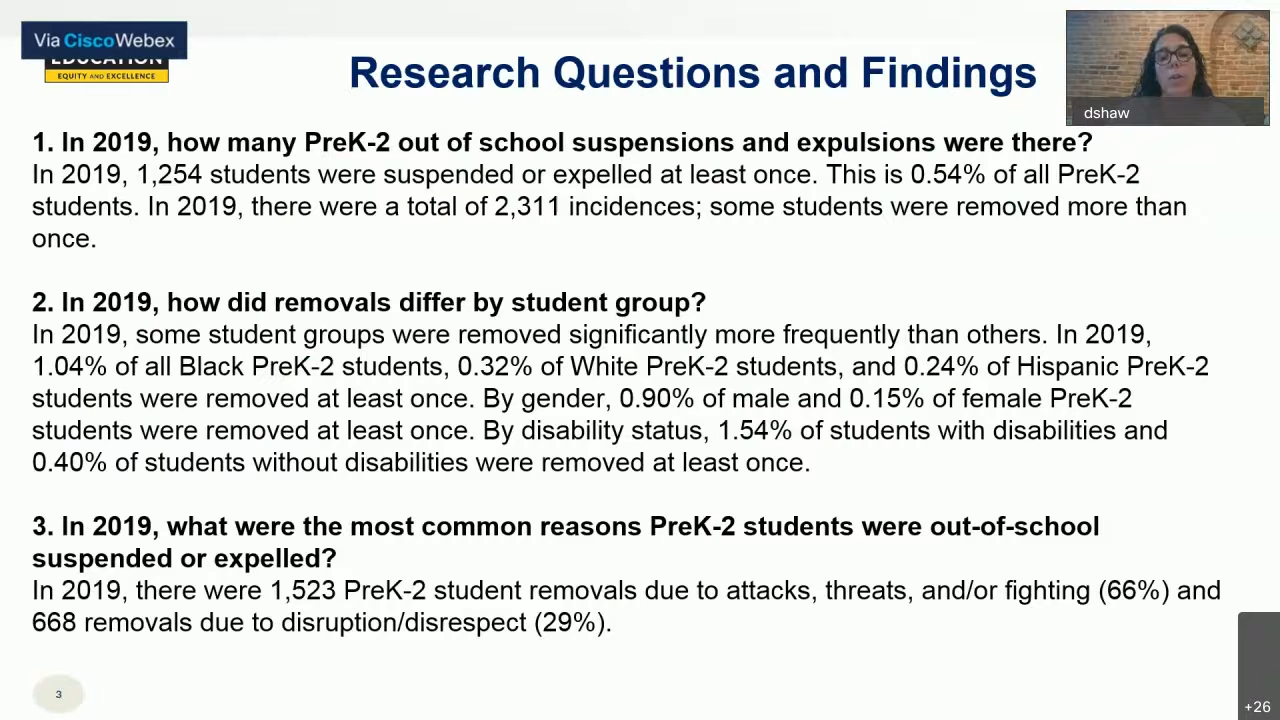 Via CiscoWebex
EDUCATION
EQUITY AND EXCELLENCE
Research Questions and Findings
dshaw
1. In 2019, how many PreK-2 out of school suspensions and expulsions were there?
In 2019, 1,254 students were suspended or expelled at least once. This is 0.54% of all PreK-2
students. In 2019, there were a total of 2,311 incidences; some students were removed more than
once.
2. In 2019, how did removals differ by student group?
In 2019, some student groups were removed significantly more frequently than others. In 2019,
1.04% of all Black PreK-2 students, 0.32% of White PreK-2 students, and 0.24% of Hispanic PreK-2
students were removed at least once. By gender, 0.90% of male and 0.15% of female PreK-2
students were removed at least once. By disability status, 1.54% of students with disabilities and
0.40% of students without disabilities were removed at least once.
3. In 2019, what were the most common reasons PreK-2 students were out-of-school
suspended or expelled?
In 2019, there were 1,523 PreK-2 student removals due to attacks, threats, and/or fighting (66%) and
668 removals due to disruption/disrespect (29%).
3
+26